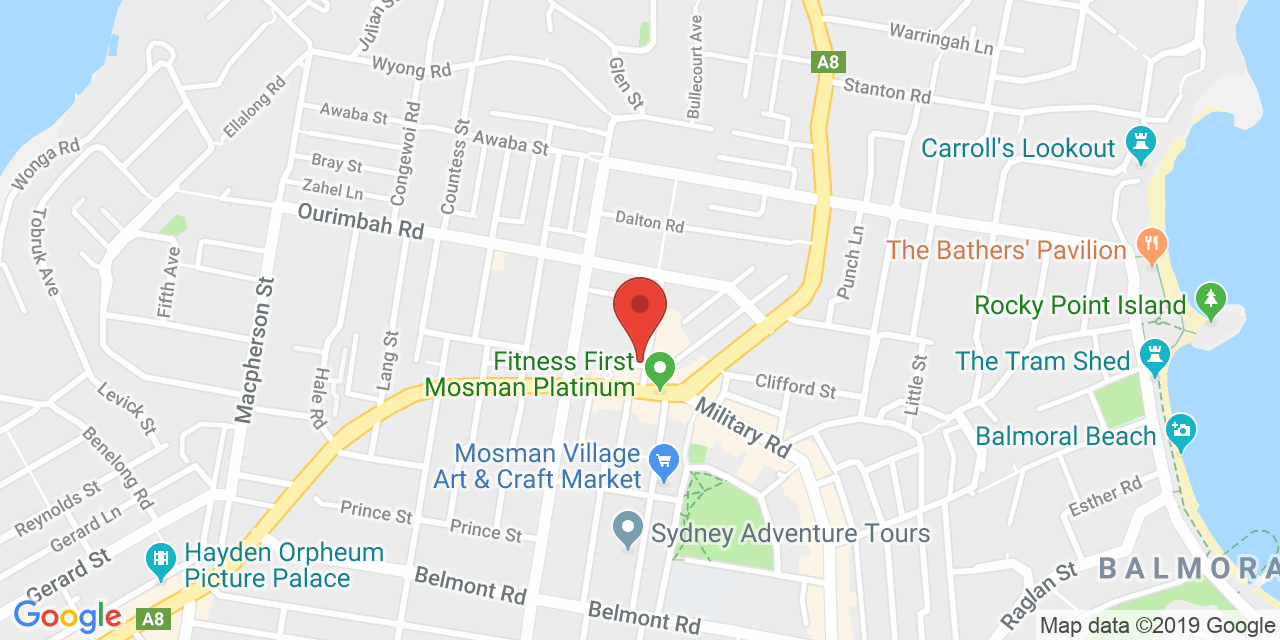 Julian St
Warringah Ln
A8
Wyong Rd
Glen St
Bullecourt Ave
Stanton Rd
Ellalong Rd
Awaba St
Congewoi Rd
Countess St
Awaba St
Carroll's Lookout
Wonga Rd
Bray St
Zahel Ln
Ourimbah Rd
Dalton Rd
Tobruk Ave
Fifth Ave
Punch Ln
The Bathers' Pavilion
Macpherson St
Rocky Point Island
Lang St
Hale Rd
Fitness First
Mosman Platinum
Clifford St
Little St
The Tram Shed
Levick St
Military Rd
Benelong Rd
Balmoral Beach
Mosman Village
Art & Craft Market
Reynolds St
Gerard Ln
Gerard St
Prince St
Prince St
Sydney Adventure Tours
Esther Rd
Hayden Orpheum
Picture Palace
Belmont Rd
Belmont Rd
Raglan St
BALMORA
Google
A8
Map data ©2019 Google